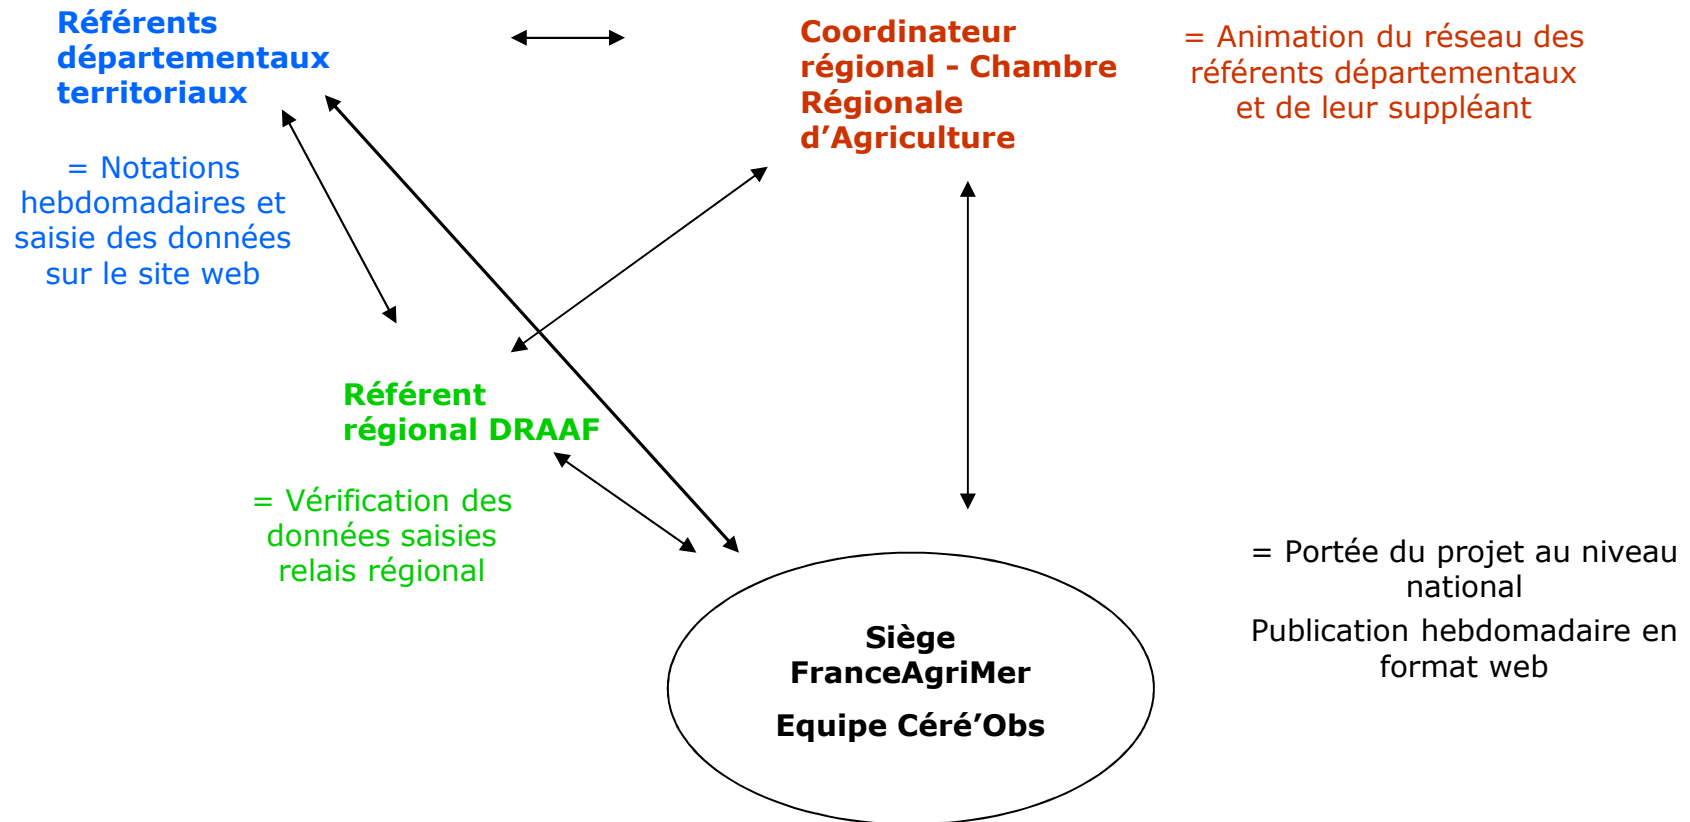 Référents
départementaux
territoriaux
= Notations
hebdomadaires et
saisie des données
sur le site web
Coordinateur
régional - Chambre
Régionale
d’Agriculture
= Animation du réseau des
référents départementaux
et de leur suppléant
Référent
régional DRAAF
= Vérification des
données saisies
relais régional
Siège
FranceAgriMer
Equipe Céré’Obs
= Portée du projet au niveau
national
Publication hebdomadaire en
format web